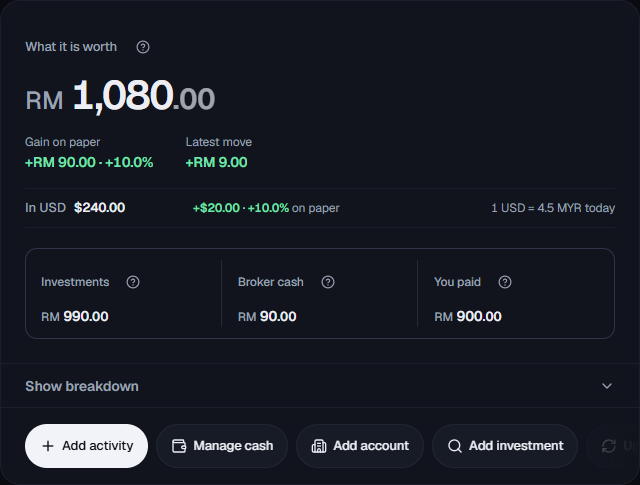 What it is worth
RM 1,080.00
Gain on paper Latest move
+RM 90.00 · +10.0% +RM 9.00
In USD $240.00 +$20.00 · +10.0% on paper 1 USD = 4.5 MYR today
Investments Broker cash You paid
RM 990.00 RM 90.00 RM 900.00
Show breakdown
Add activity Manage cash Add account Add investment